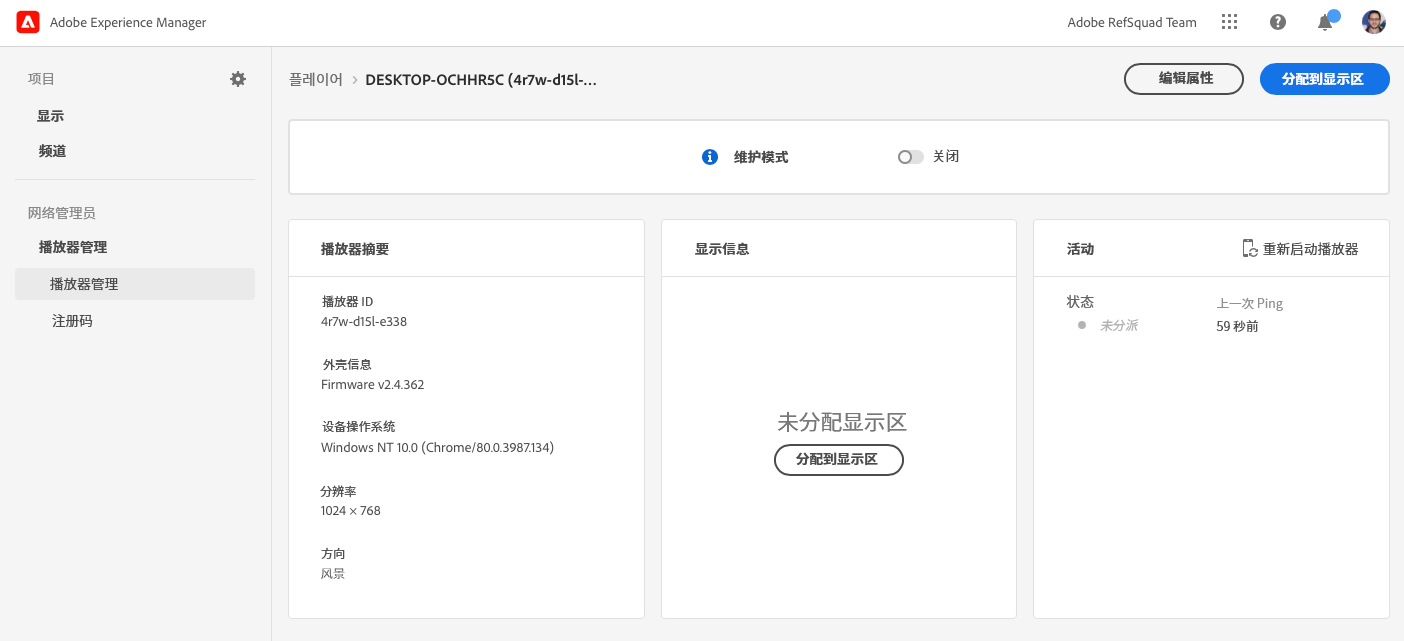 Adobe Experience Manager
Adobe RefSquad Team
项目
显示
频道
网络管理员
播放器管理
播放器管理
注册码
플레이어 > DESKTOP-OCHHR5C (4r7w-d15l-...
编辑属性
分配到显示区
维护模式
关闭
播放器摘要
播放器 ID
4r7w-d15l-e338
外壳信息
Firmware v2.4.362
设备操作系统
Windows NT 10.0 (Chrome/80.0.3987.134)
分辨率
1024 × 768
方向
风景
显示信息
未分配显示区
分配到显示区
活动
重新启动播放器
状态
未分派
上一次 Ping
59 秒前